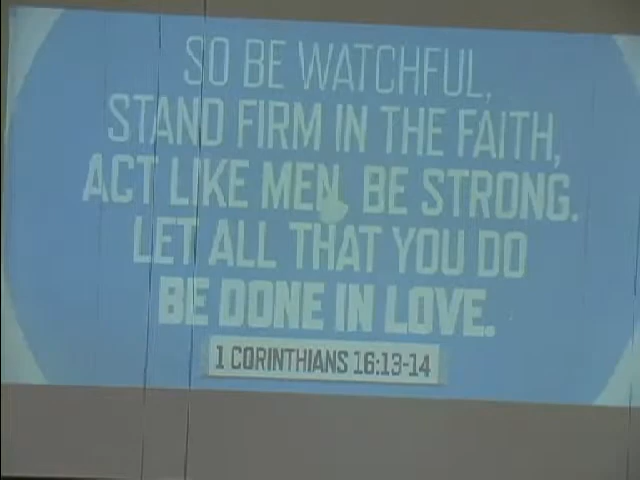 SO BE WATCHFUL,
STAND FIRM IN THE FAITH,
ACT LIKE MEN, BE STRONG.
LET ALL THAT YOU DO
BE DONE IN LOVE.
1 CORINTHIANS 16:13-14